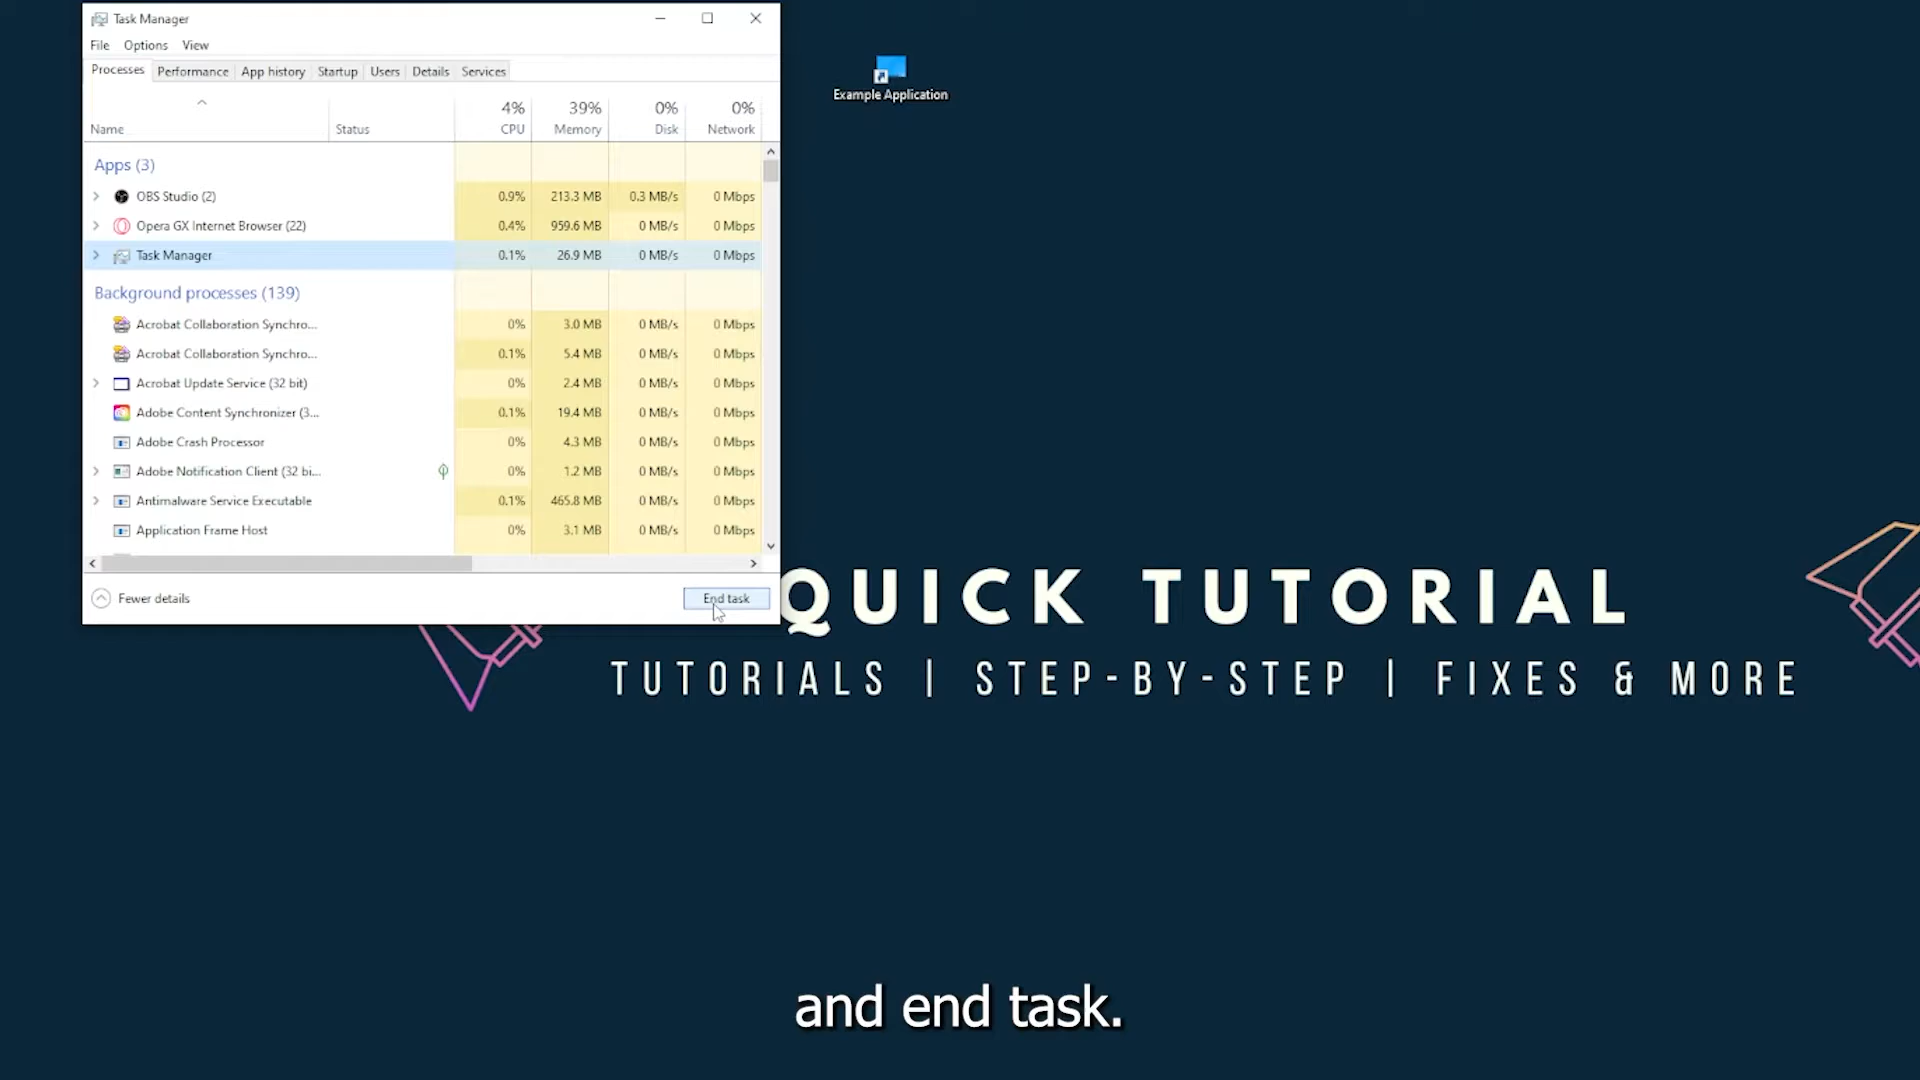 Task Manager
File Options View
Processes Performance App history Startup Users Details Services
4% 39% 0% 0%
Name Status CPU Memory Disk Network
Apps (3)
OBS Studio (2) 0.9% 213.3 MB 0.3 MB/s 0 Mbps
Opera GX Internet Browser (22) 0.4% 959.6 MB 0 MB/s 0 Mbps
Task Manager 0.1% 26.9 MB 0 MB/s 0 Mbps
Background processes (139)
Acrobat Collaboration Synchro... 0% 3.0 MB 0 MB/s 0 Mbps
Acrobat Collaboration Synchro... 0.1% 5.4 MB 0 MB/s 0 Mbps
Acrobat Update Service (32 bit) 0% 2.4 MB 0 MB/s 0 Mbps
Adobe Content Synchronizer (3... 0.1% 19.4 MB 0 MB/s 0 Mbps
Adobe Crash Processor 0% 4.3 MB 0 MB/s 0 Mbps
Adobe Notification Client (32 bi... 0% 1.2 MB 0 MB/s 0 Mbps
Antimalware Service Executable 0.1% 465.8 MB 0 MB/s 0 Mbps
Application Frame Host 0% 3.1 MB 0 MB/s 0 Mbps
Fewer details End task
Example Application
QUICK TUTORIAL
TUTORIALS | STEP-BY-STEP | FIXES & MORE
and end task.